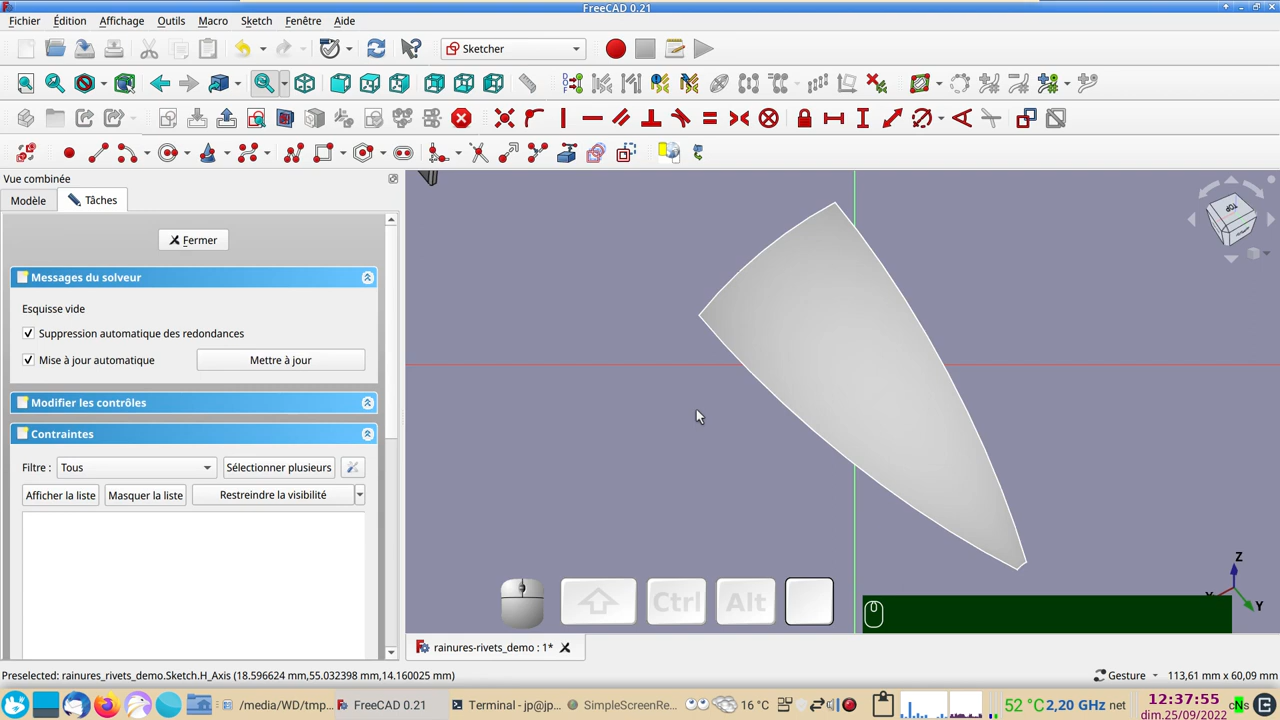 FreeCAD 0.21
Fichier Édition Affichage Outils Macro Sketch Fenêtre Aide
Sketcher
Vue combinée
Modèle Tâches
Fermer
Messages du solveur
Esquisse vide
Suppression automatique des redondances
Mise à jour automatique Mettre à jour
Modifier les contrôles
Contraintes
Filtre : Tous Sélectionner plusieurs
Afficher la liste Masquer la liste Restreindre la visibilité
TOP
Z
Y
Ctrl Alt
rainures-rivets_demo : 1*
Preselected: rainures_rivets_demo.Sketch.H_Axis (18.596624 mm,55.032398 mm,14.160025 mm) Gesture 113,61 mm x 60,09 mm
/media/WD/tmp... FreeCAD 0.21 Terminal - jp@jp... SimpleScreenRe... 16 °C 52 °C 2,20 GHz net 12:37:55
dim.25/09/2022